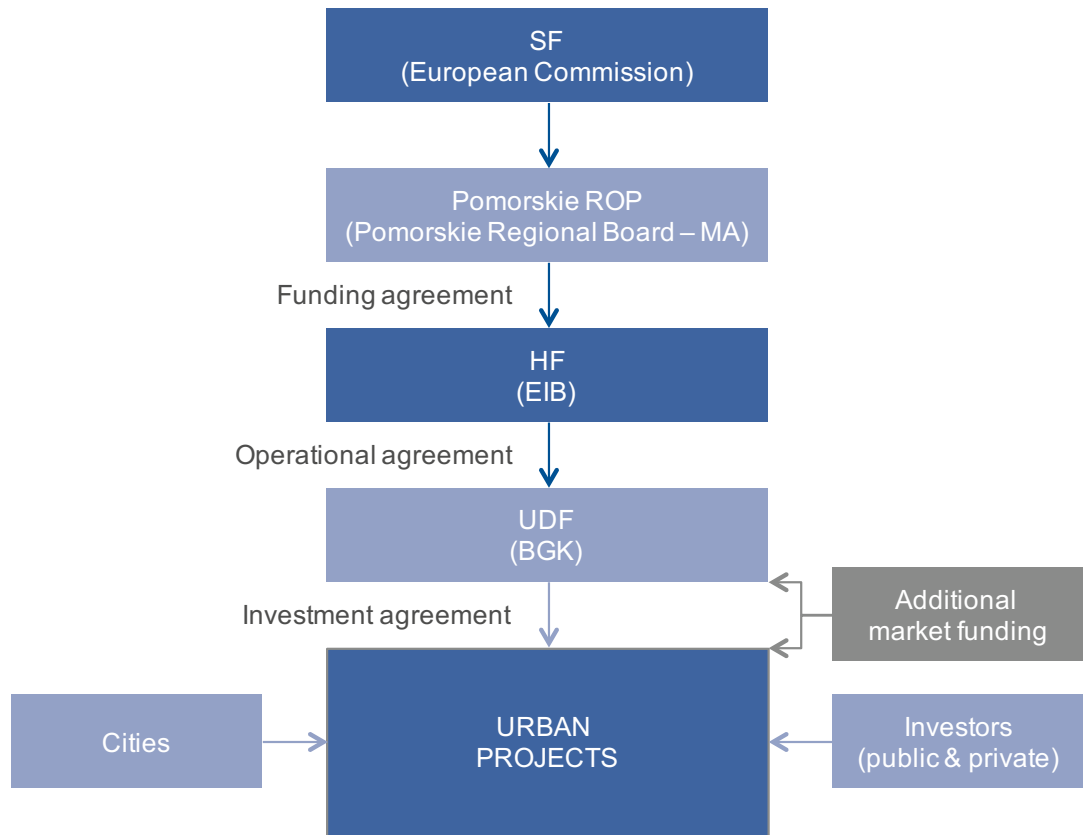 SF
(European Commission)
Pomorskie ROP
(Pomorskie Regional Board – MA)
Funding agreement
HF
(EIB)
Operational agreement
UDF
(BGK)
Investment agreement
Additional
market funding
Cities
URBAN
PROJECTS
Investors
(public & private)